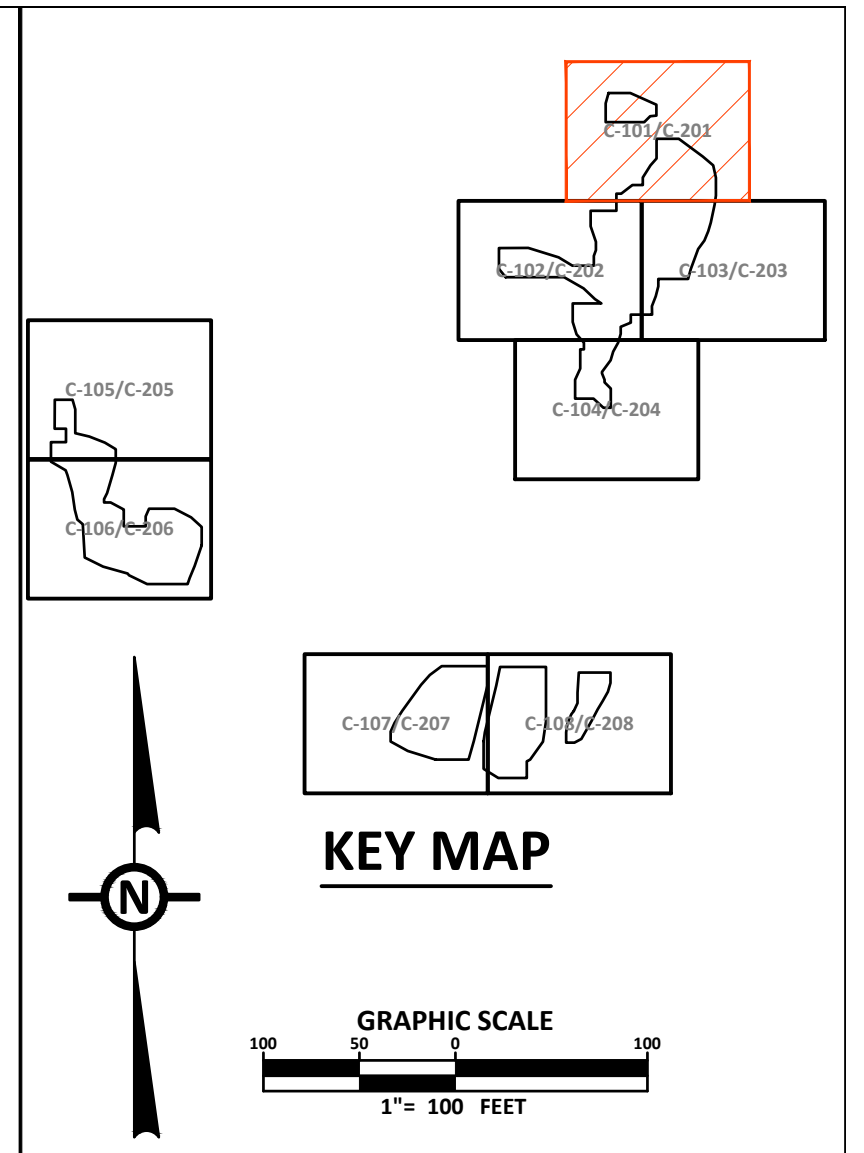 C-101/C-201
C-102/C-202
C-103/C-203
C-105/C-205
C-104/C-204
C-106/C-206
C-107/C-207
C-108/C-208
KEY MAP
N
GRAPHIC SCALE
100 50 0 100
1"= 100 FEET